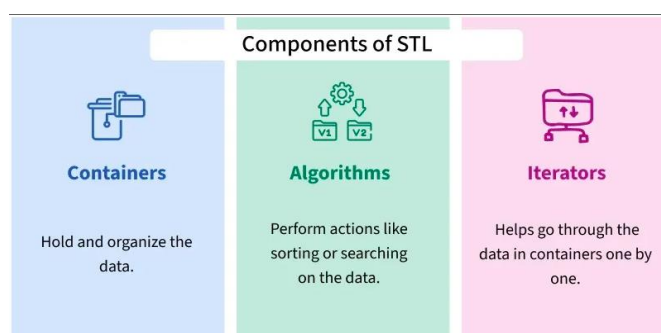 Components of STL
Containers
Hold and organize the
data.
Algorithms
V1 V2
Perform actions like
sorting or searching
on the data.
Iterators
Helps go through the
data in containers one by
one.